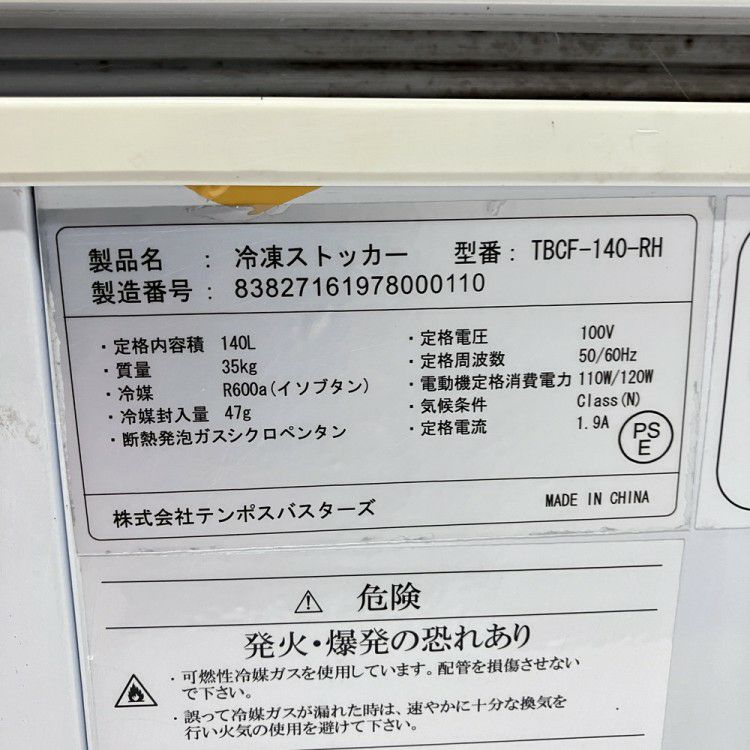 製品名 : 冷凍ストッカー 型番: TBCF-140-RH
製造番号 : 83827161978000110
・定格内容積 140L
・質量 35kg
・冷媒 R600a(イソブタン)
・冷媒封入量 47g
・断熱発泡ガスシクロペンタン
・定格電圧 100V
・定格周波数 50/60Hz
・電動機定格消費電力 110W/120W
・気候条件 Class(N)
・定格電流 1.9A
PS
E
株式会社テンポスバスターズ MADE IN CHINA
危険
発火・爆発の恐れあり
・可燃性冷媒ガスを使用しています。配管を損傷させない
で下さい。
・誤って冷媒ガスが漏れた時は、速やかに十分な換気を
行い火気の使用を避けて下さい。